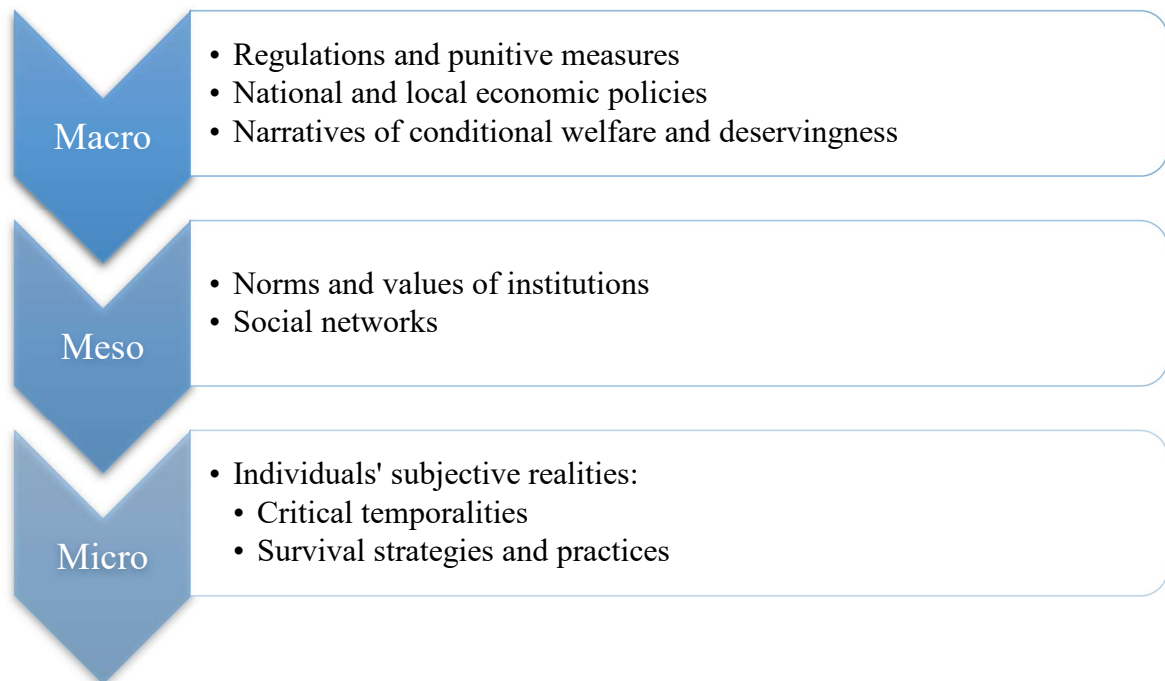 Macro
• Regulations and punitive measures
• National and local economic policies
• Narratives of conditional welfare and deservingness
Meso
• Norms and values of institutions
• Social networks
Micro
• Individuals' subjective realities:
• Critical temporalities
• Survival strategies and practices